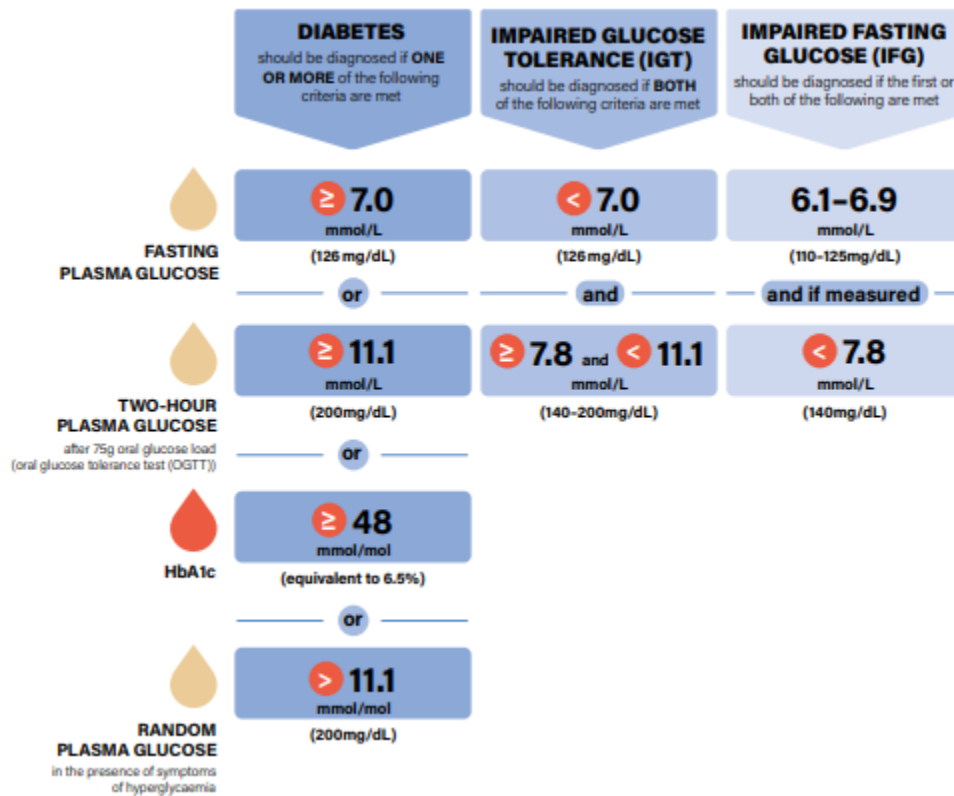 DIABETES
should be diagnosed if ONE
OR MORE of the following
criteria are met
IMPAIRED GLUCOSE
TOLERANCE (IGT)
should be diagnosed if BOTH
of the following criteria are met
IMPAIRED FASTING
GLUCOSE (IFG)
should be diagnosed if the first or
both of the following are met
FASTING
PLASMA GLUCOSE
≥ 7.0
mmol/L
(126 mg/dL)
< 7.0
mmol/L
(126 mg/dL)
6.1–6.9
mmol/L
(110–125mg/dL)
or
and
and if measured
TWO-HOUR
PLASMA GLUCOSE
after 75g oral glucose load
(oral glucose tolerance test (OGTT))
≥ 11.1
mmol/L
(200mg/dL)
≥ 7.8 and < 11.1
mmol/L
(140–200mg/dL)
< 7.8
mmol/L
(140mg/dL)
or
HbA1c
≥ 48
mmol/mol
(equivalent to 6.5%)
or
RANDOM
PLASMA GLUCOSE
in the presence of symptoms
of hyperglycaemia
> 11.1
mmol/mol
(200mg/dL)